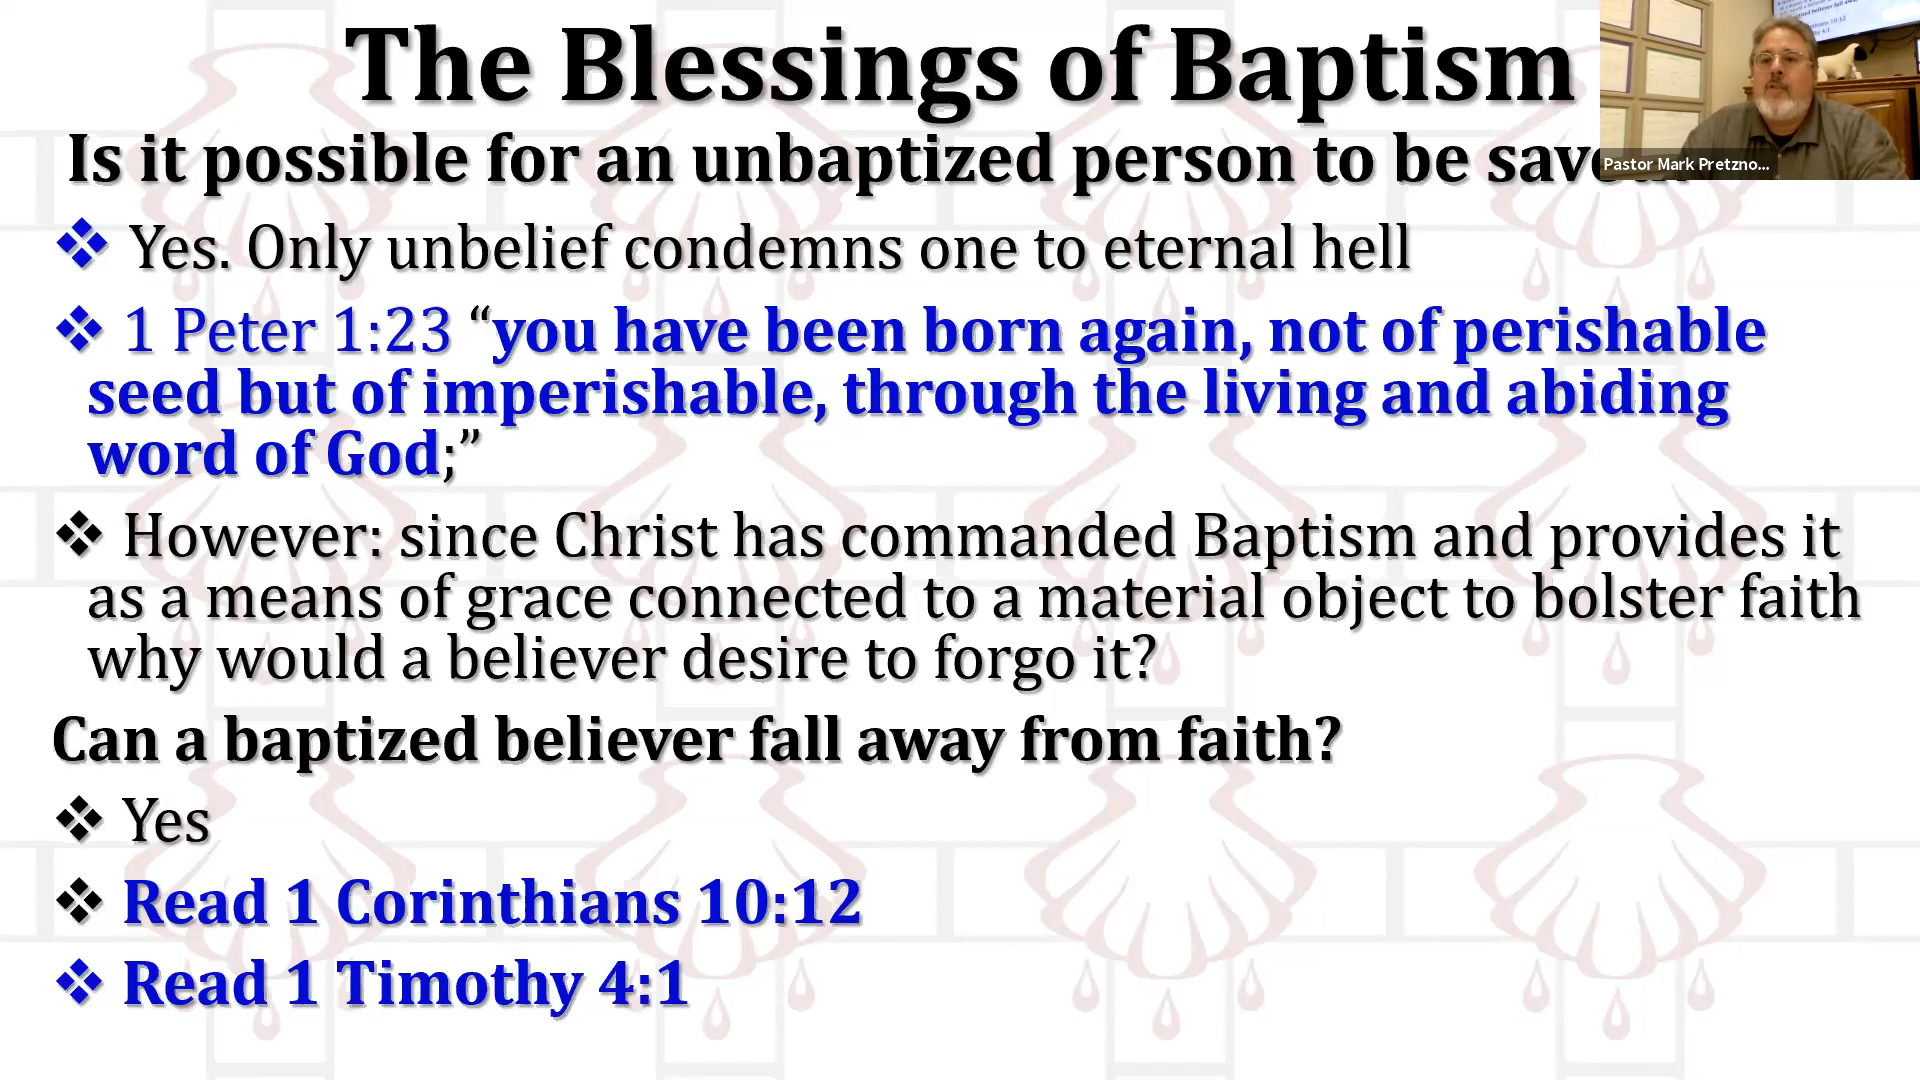 The Blessings of Baptism
Is it possible for an unbaptized person to be
Pastor Mark Pretzno...
Yes. Only unbelief condemns one to eternal hell
1 Peter 1:23 “you have been born again, not of perishable
seed but of imperishable, through the living and abiding
word of God;”
However: since Christ has commanded Baptism and provides it
as a means of grace connected to a material object to bolster faith
why would a believer desire to forgo it?
Can a baptized believer fall away from faith?
Yes
Read 1 Corinthians 10:12
Read 1 Timothy 4:1